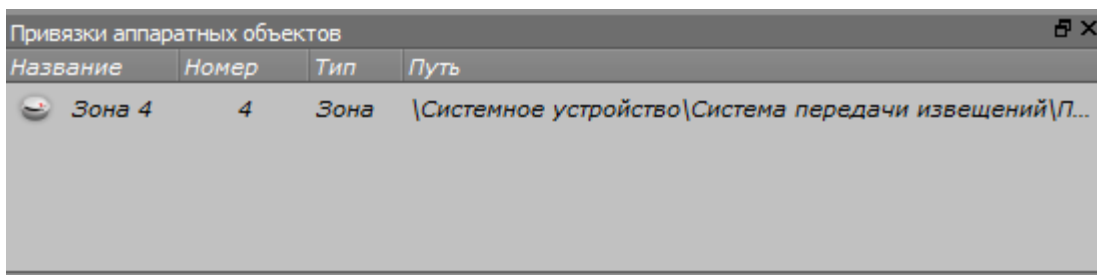 Привязки аппаратных объектов
Название Номер Тип Путь
Зона 4 4 Зона \Системное устройство\Система передачи извещений\П...